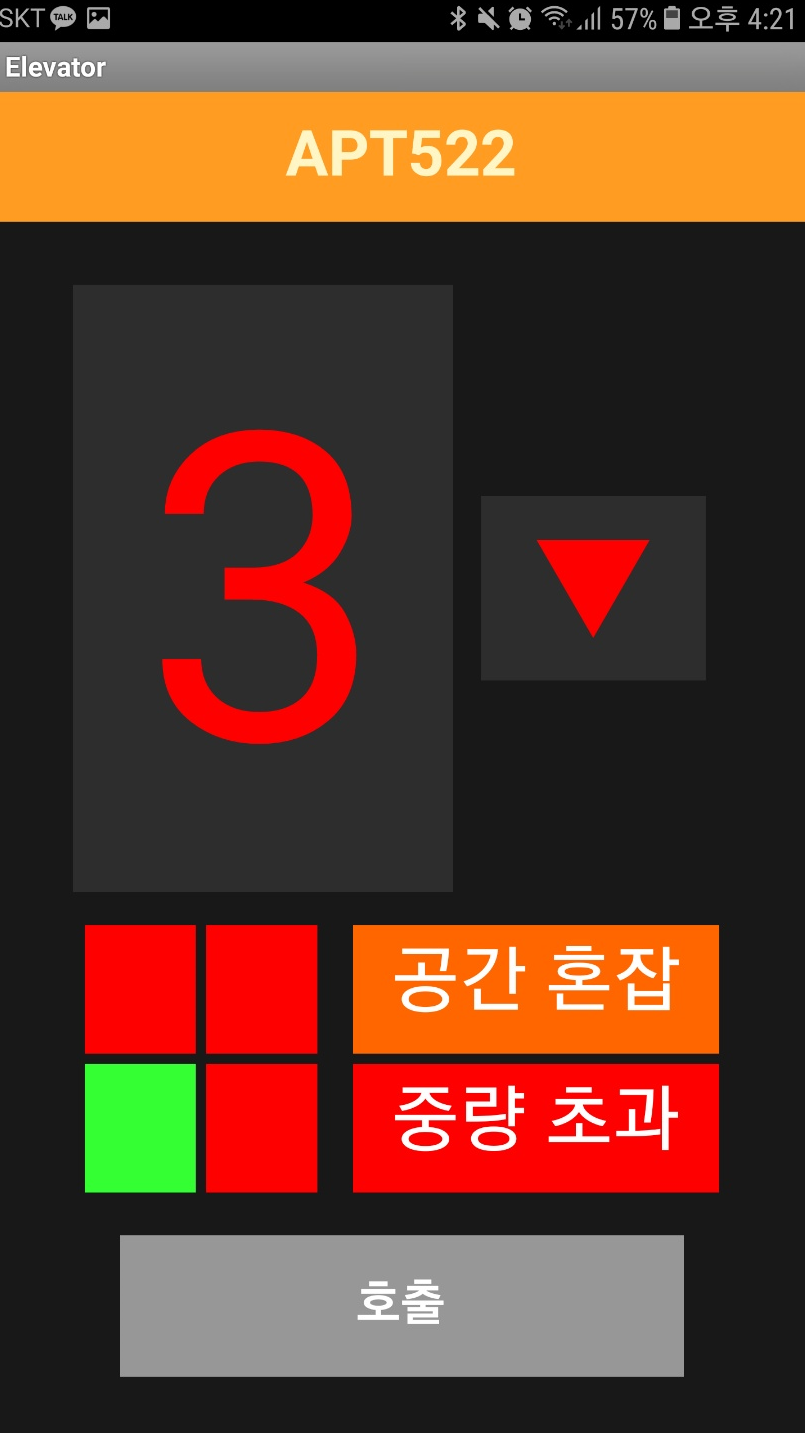 SKT TALK 57% 오후 4:21
Elevator
APT522
3
공간 혼잡
중량 초과
호출